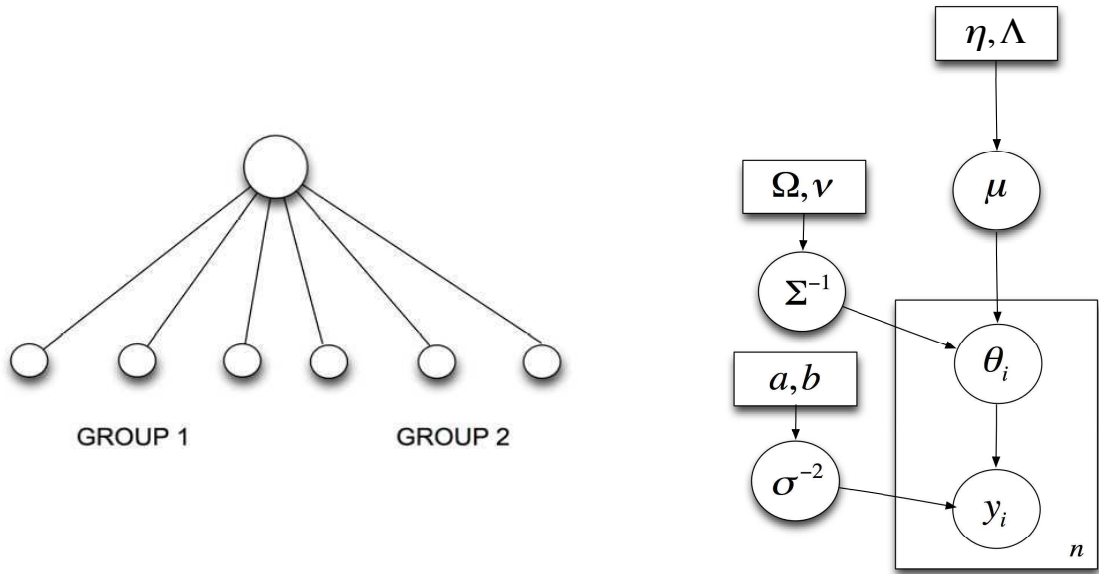 GROUP 1
GROUP 2
η, Λ
μ
Ω, ν
Σ⁻¹
θᵢ
a, b
σ⁻²
yᵢ
n